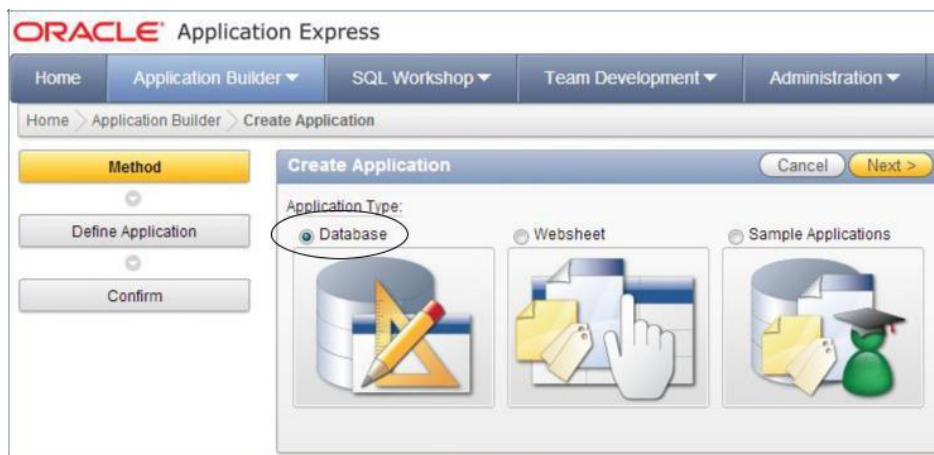 ORACLE Application Express
Home Application Builder SQL Workshop Team Development Administration
Home > Application Builder > Create Application
Method
Define Application
Confirm
Create Application Cancel Next >
Application Type:
Database Websheet Sample Applications